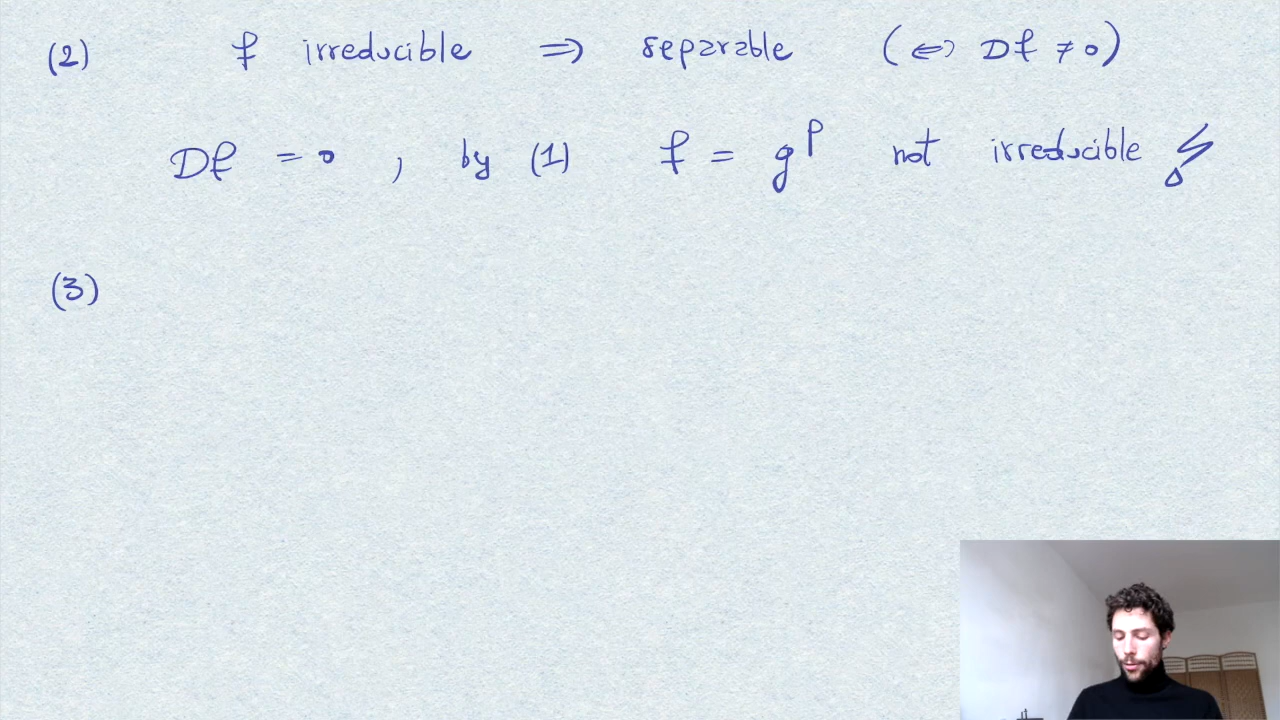 (2) f irreducible ⇒ separable (⇔ Df ≠ 0)
Df = 0 , by (1) f = g^p not irreducible ↯
(3)